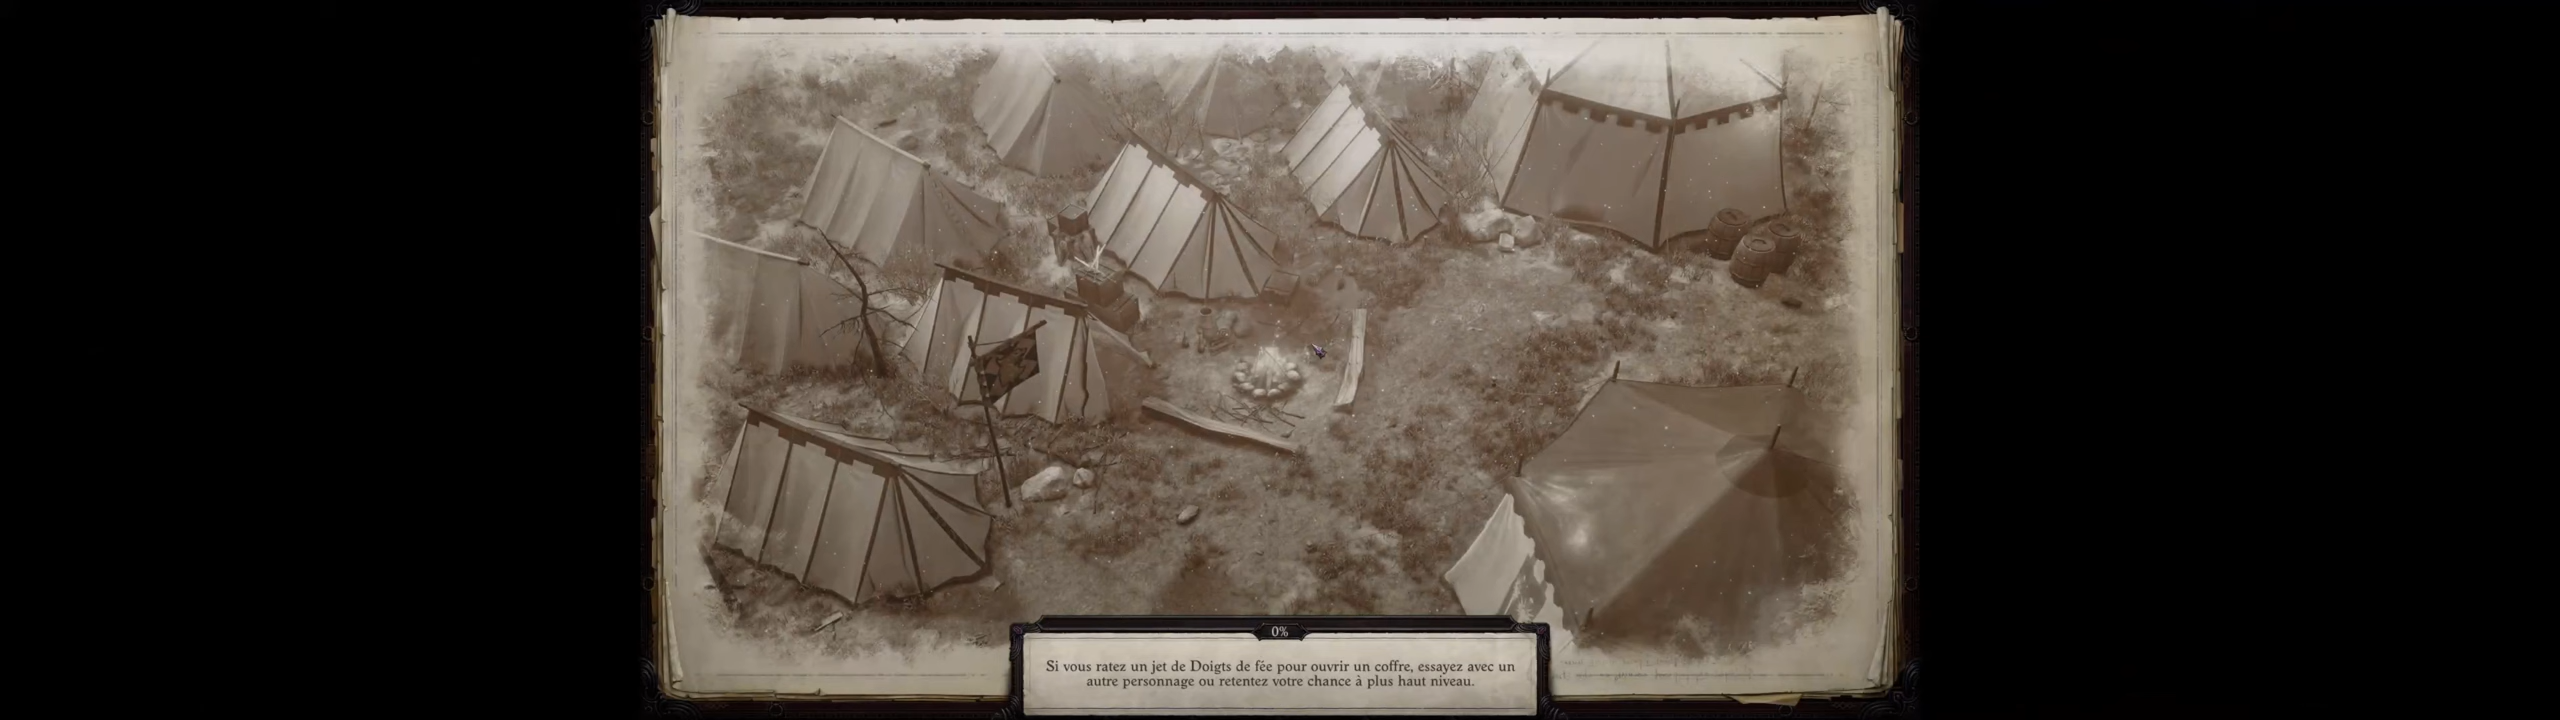 0%
Si vous ratez un jet de Doigts de fée pour ouvrir un coffre, essayez avec un
autre personnage ou retentez votre chance à plus haut niveau.